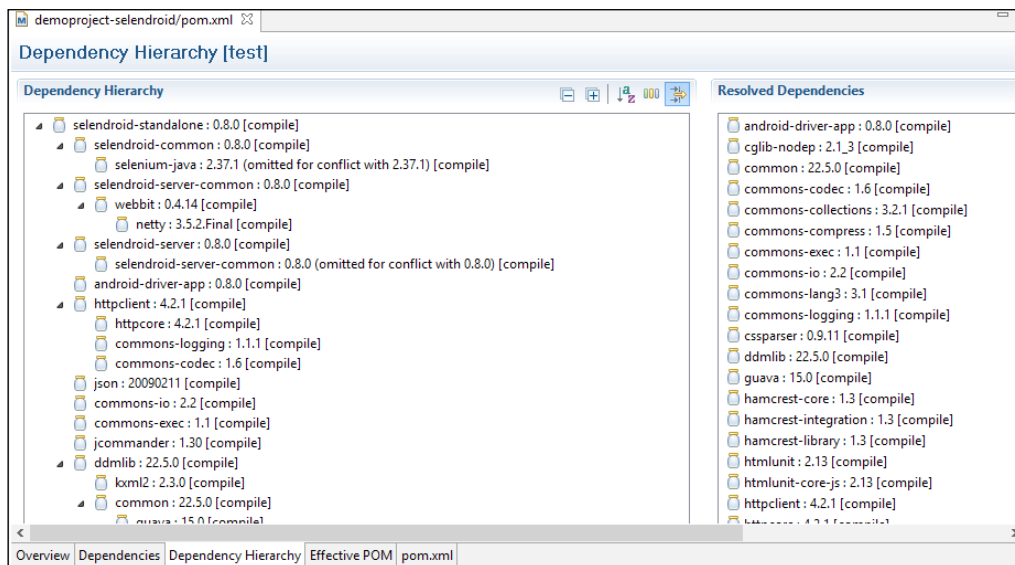 demoproject-selendroid/pom.xml
Dependency Hierarchy [test]
Dependency Hierarchy
selendroid-standalone : 0.8.0 [compile]
selendroid-common : 0.8.0 [compile]
selenium-java : 2.37.1 (omitted for conflict with 2.37.1) [compile]
selendroid-server-common : 0.8.0 [compile]
webbit : 0.4.14 [compile]
netty : 3.5.2.Final [compile]
selendroid-server : 0.8.0 [compile]
selendroid-server-common : 0.8.0 (omitted for conflict with 0.8.0) [compile]
android-driver-app : 0.8.0 [compile]
httpclient : 4.2.1 [compile]
httpcore : 4.2.1 [compile]
commons-logging : 1.1.1 [compile]
commons-codec : 1.6 [compile]
json : 20090211 [compile]
commons-io : 2.2 [compile]
commons-exec : 1.1 [compile]
jcommander : 1.30 [compile]
ddmlib : 22.5.0 [compile]
kxml2 : 2.3.0 [compile]
common : 22.5.0 [compile]
guava : 15.0 [compile]
Resolved Dependencies
android-driver-app : 0.8.0 [compile]
cglib-nodep : 2.1_3 [compile]
common : 22.5.0 [compile]
commons-codec : 1.6 [compile]
commons-collections : 3.2.1 [compile]
commons-compress : 1.5 [compile]
commons-exec : 1.1 [compile]
commons-io : 2.2 [compile]
commons-lang3 : 3.1 [compile]
commons-logging : 1.1.1 [compile]
cssparser : 0.9.11 [compile]
ddmlib : 22.5.0 [compile]
guava : 15.0 [compile]
hamcrest-core : 1.3 [compile]
hamcrest-integration : 1.3 [compile]
hamcrest-library : 1.3 [compile]
htmlunit : 2.13 [compile]
htmlunit-core-js : 2.13 [compile]
httpclient : 4.2.1 [compile]
httpcore : 4.2.1 [compile]
Overview Dependencies Dependency Hierarchy Effective POM pom.xml